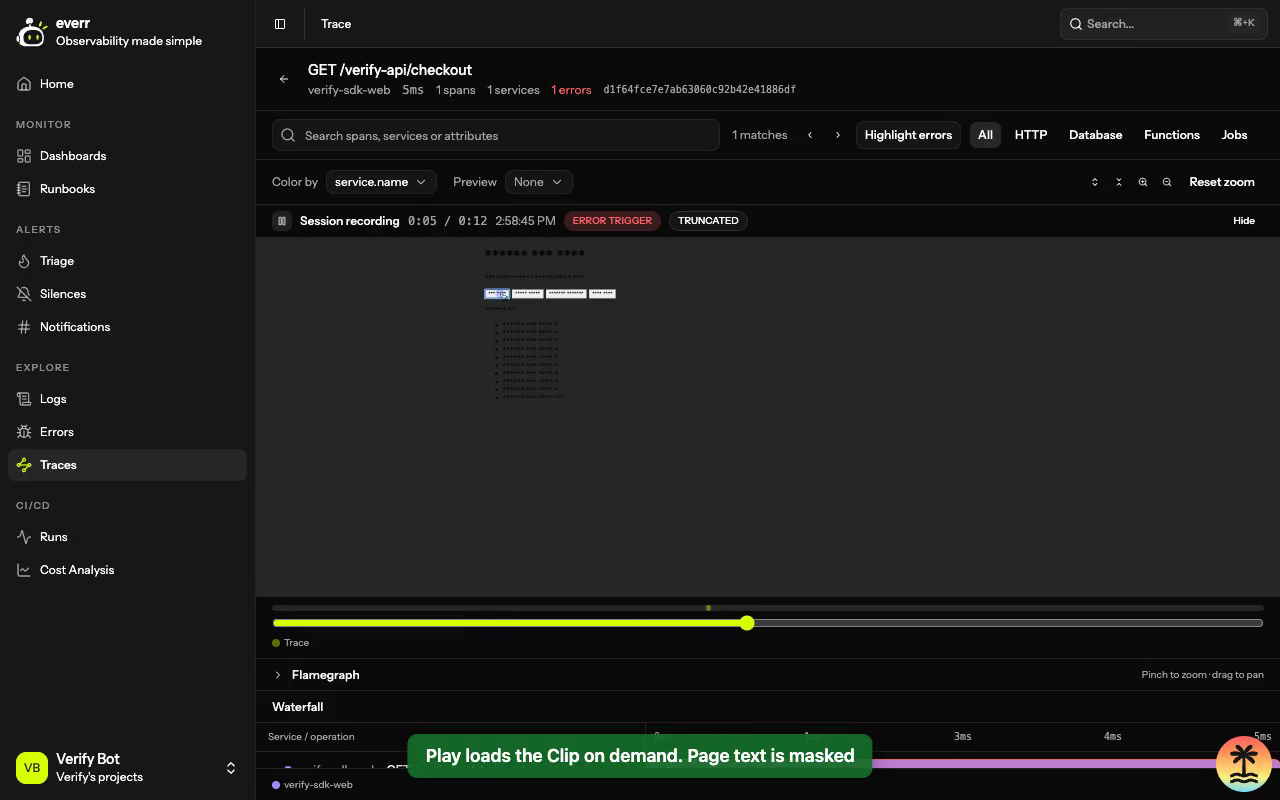 everr
Observability made simple
Home
MONITOR
Dashboards
Runbooks
ALERTS
Triage
Silences
Notifications
EXPLORE
Logs
Errors
Traces
CI/CD
Runs
Cost Analysis
VB
Verify Bot
Verify's projects
Trace
Search...
⌘+K
GET /verify-api/checkout
verify-sdk-web 5ms 1 spans 1 services 1 errors d1f64fce7e7ab63060c92b42e41886df
Search spans, services or attributes
1 matches
Highlight errors
All
HTTP
Database
Functions
Jobs
Color by
service.name
Preview
None
Reset zoom
Session recording 0:05 / 0:12 2:58:45 PM ERROR TRIGGER TRUNCATED
Hide
Trace
Flamegraph
Pinch to zoom · drag to pan
Waterfall
Service / operation
3ms
4ms
5ms
Play loads the Clip on demand. Page text is masked
verify-sdk-web